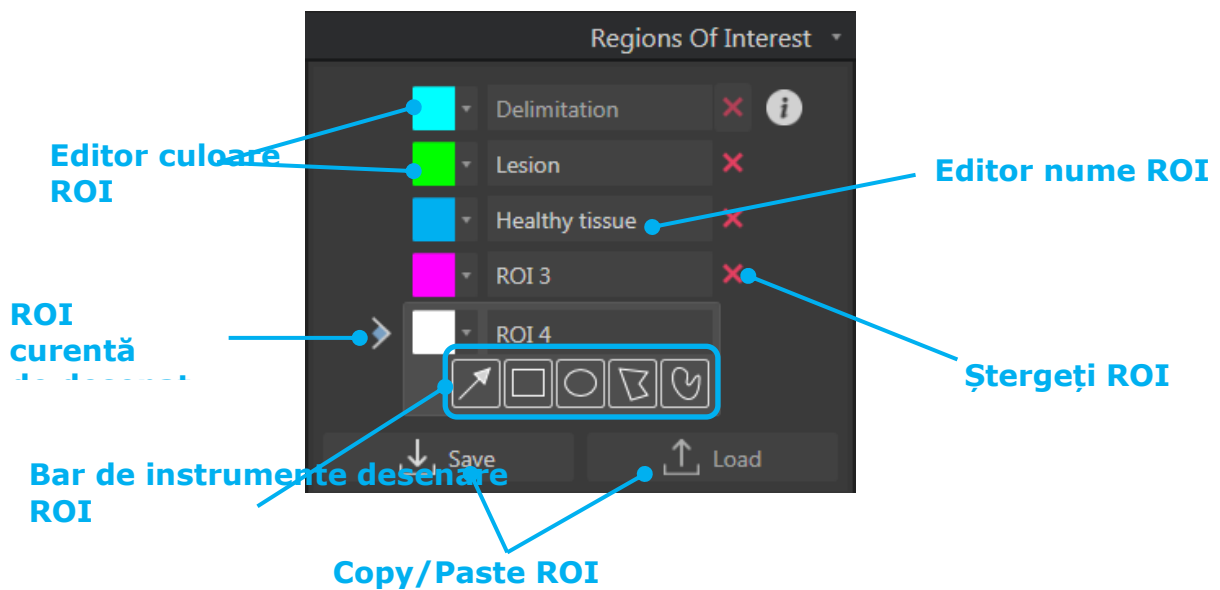 Regions Of Interest
Delimitation
i
Editor culoare
ROI
Lesion
Editor nume ROI
Healthy tissue
ROI 3
ROI
curentă
ROI 4
Ștergeți ROI
Save
Load
Bar de instrumente desenare
ROI
Copy/Paste ROI